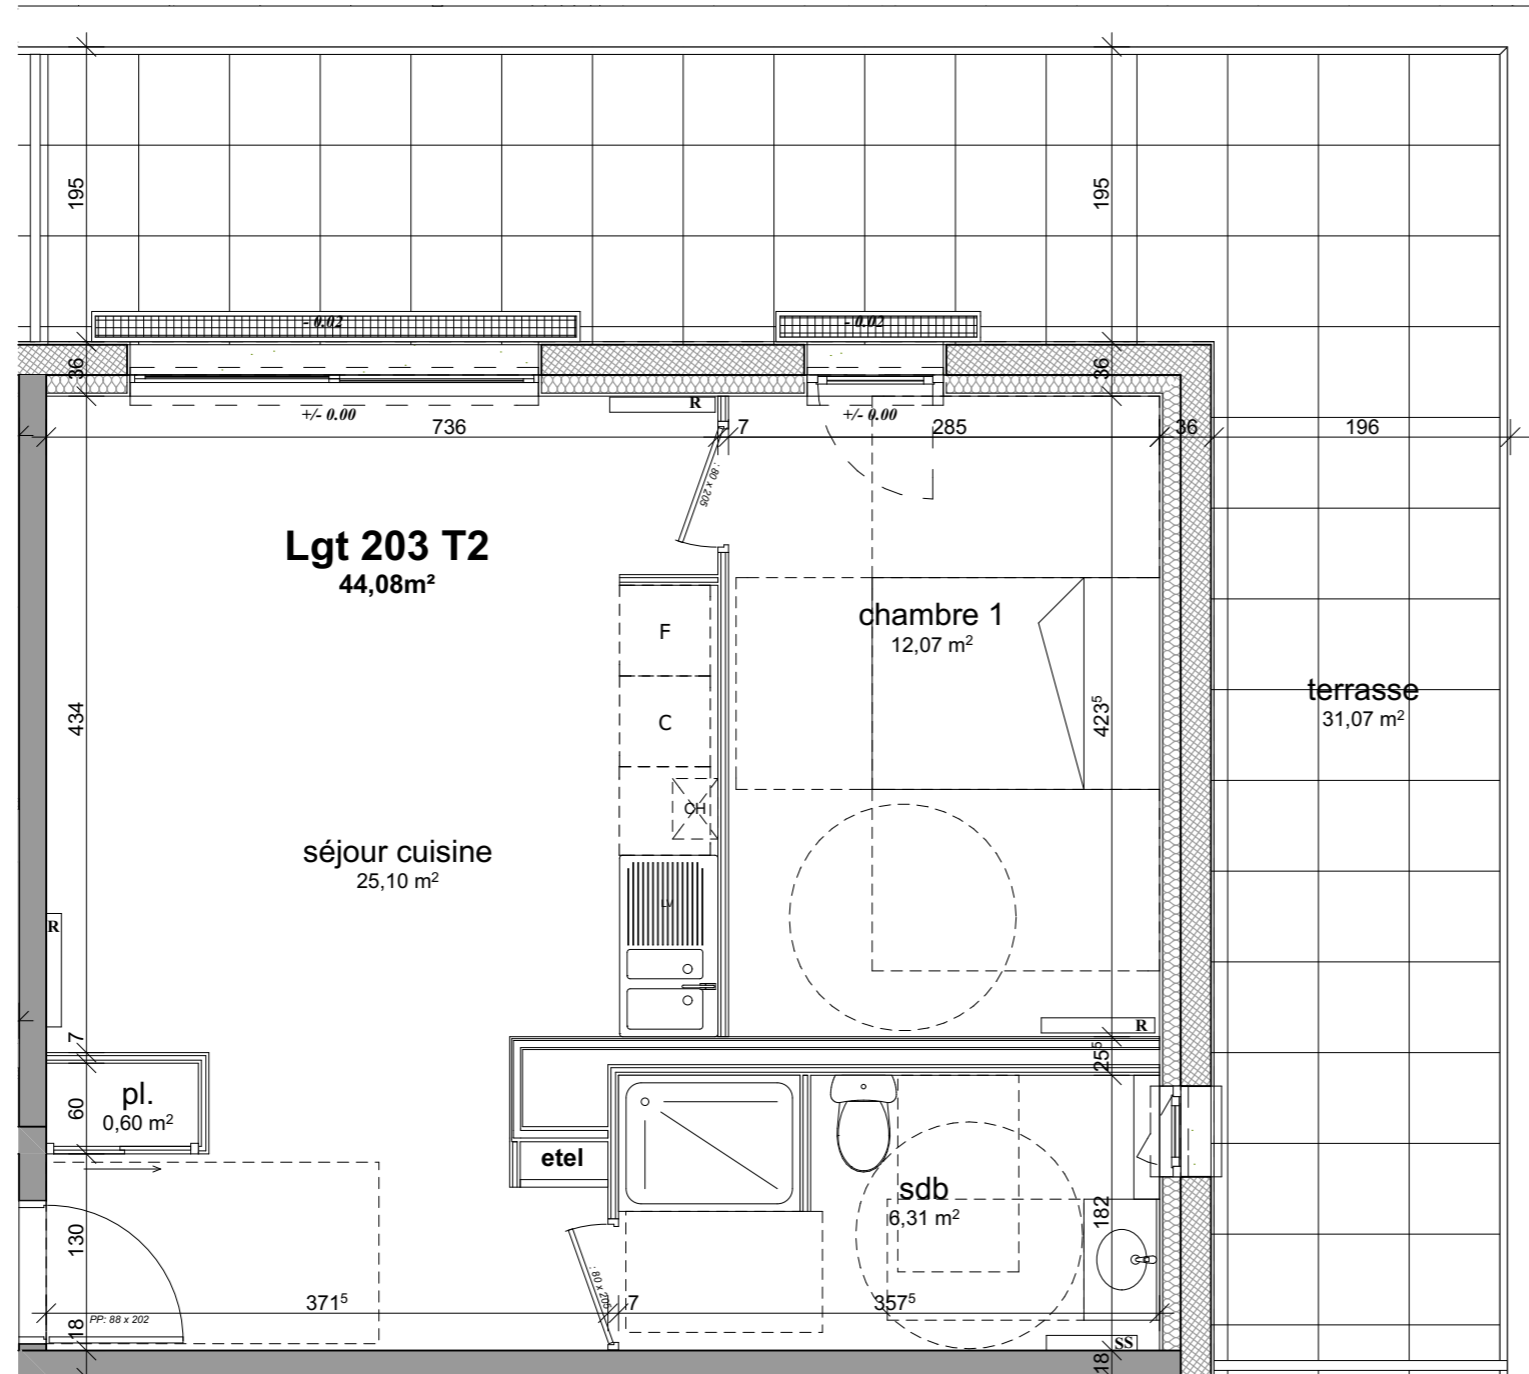 195
195
- 0.02
- 0.02
36
36
+/- 0.00
R
+/- 0.00
736
7
285
36
196
: 80 x 205
Lgt 203 T2
44,08m²
F
chambre 1
12,07 m²
C
434
423⁵
terrasse
31,07 m²
CH
séjour cuisine
25,10 m²
LV
R
R
7
25⁵
pl.
0,60 m²
60
etel
sdb
6,31 m²
182
130
: 80 x 205
371⁵
7
357⁵
PP: 88 x 202
18
SS
18